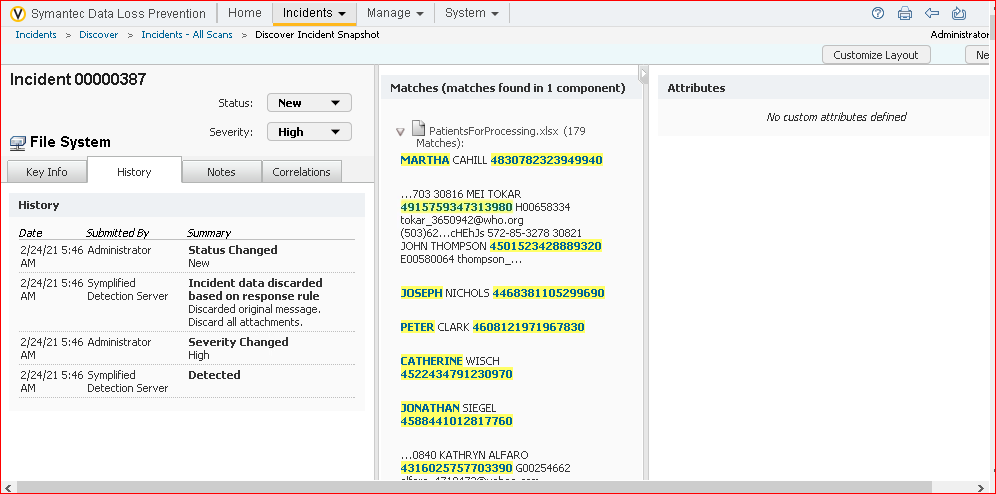 Symantec Data Loss Prevention Home Incidents Manage System
Incidents > Discover > Incidents - All Scans > Discover Incident Snapshot Administrator
Customize Layout Ne
Incident 00000387
Status: New
Severity: High
File System
Key Info History Notes Correlations
History
Date Submitted By Summary
2/24/21 5:46 AM Administrator Status Changed
New
2/24/21 5:46 AM Symplified Detection Server Incident data discarded
based on response rule
Discarded original message.
Discard all attachments.
2/24/21 5:46 AM Administrator Severity Changed
High
2/24/21 5:46 AM Symplified Detection Server Detected
Matches (matches found in 1 component)
PatientsForProcessing.xlsx (179
Matches):
MARTHA CAHILL 4830782323949940
...703 30816 MEI TOKAR
4915759347313980 H00658334
tokar_3650942@who.org
(503)62...cHEhJs 572-85-3278 30821
JOHN THOMPSON 4501523428889320
E00580064 thompson_...
JOSEPH NICHOLS 4468381105299690
PETER CLARK 4608121971967830
CATHERINE WISCH
4522434791230970
JONATHAN SIEGEL
4588441012817760
...0840 KATHRYN ALFARO
4316025757703390 G00254662
Attributes
No custom attributes defined